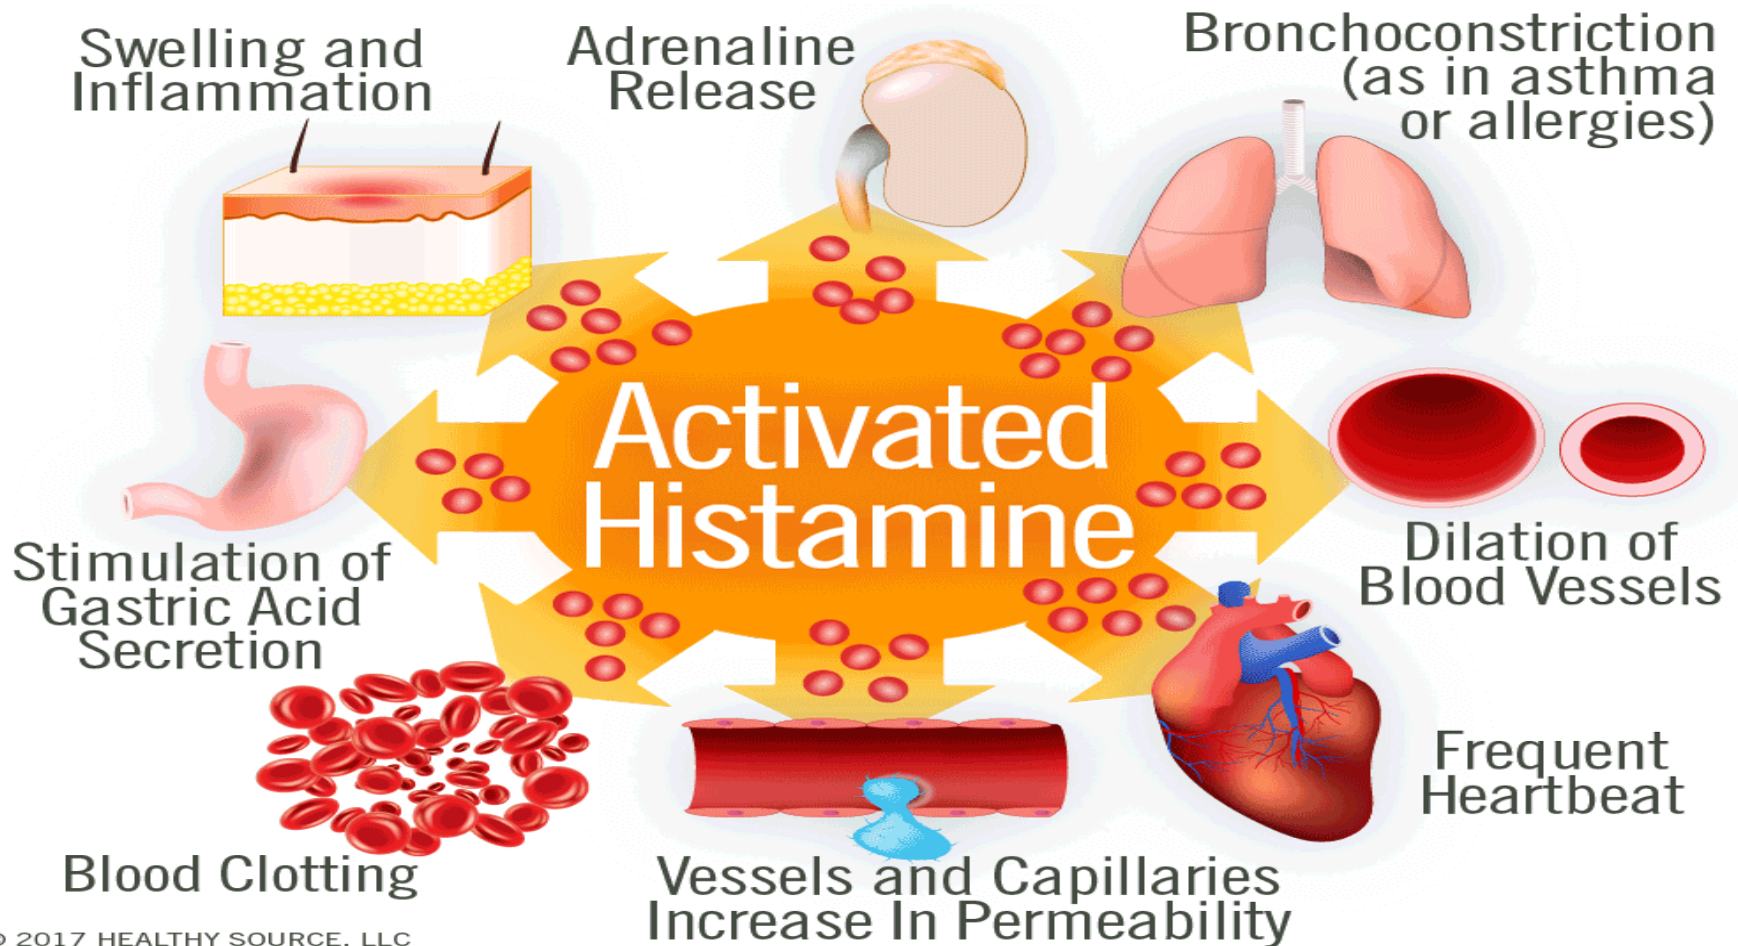 Swelling and
Inflammation
Adrenaline
Release
Bronchoconstriction
(as in asthma
or allergies)
Activated
Histamine
Stimulation of
Gastric Acid
Secretion
Dilation of
Blood Vessels
Frequent
Heartbeat
Blood Clotting
Vessels and Capillaries
Increase In Permeability
© 2017 HEALTHY SOURCE, LLC